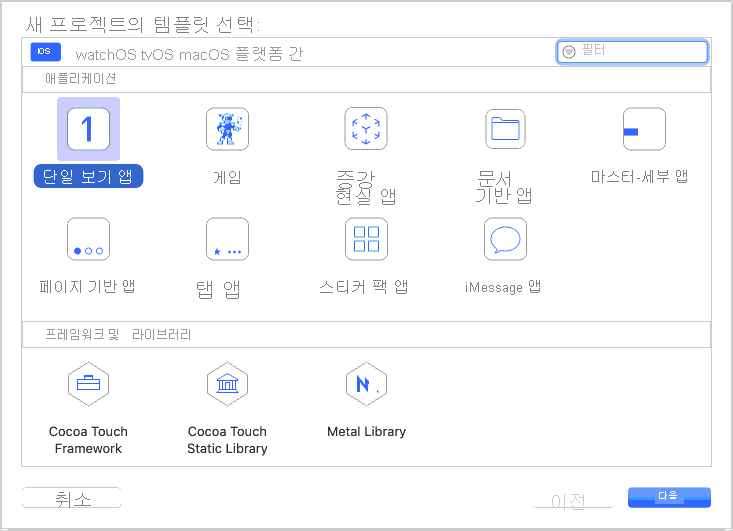 새 프로젝트의 템플릿 선택:
iOS watchOS tvOS macOS 플랫폼 간
필터
애플리케이션
1
단일 보기 앱
게임
증강
현실 앱
문서
기반 앱
마스터-세부 앱
페이지 기반 앱
탭 앱
스티커 팩 앱
iMessage 앱
프레임워크 및 라이브러리
Cocoa Touch
Framework
Cocoa Touch
Static Library
Metal Library
취소
이전
다음